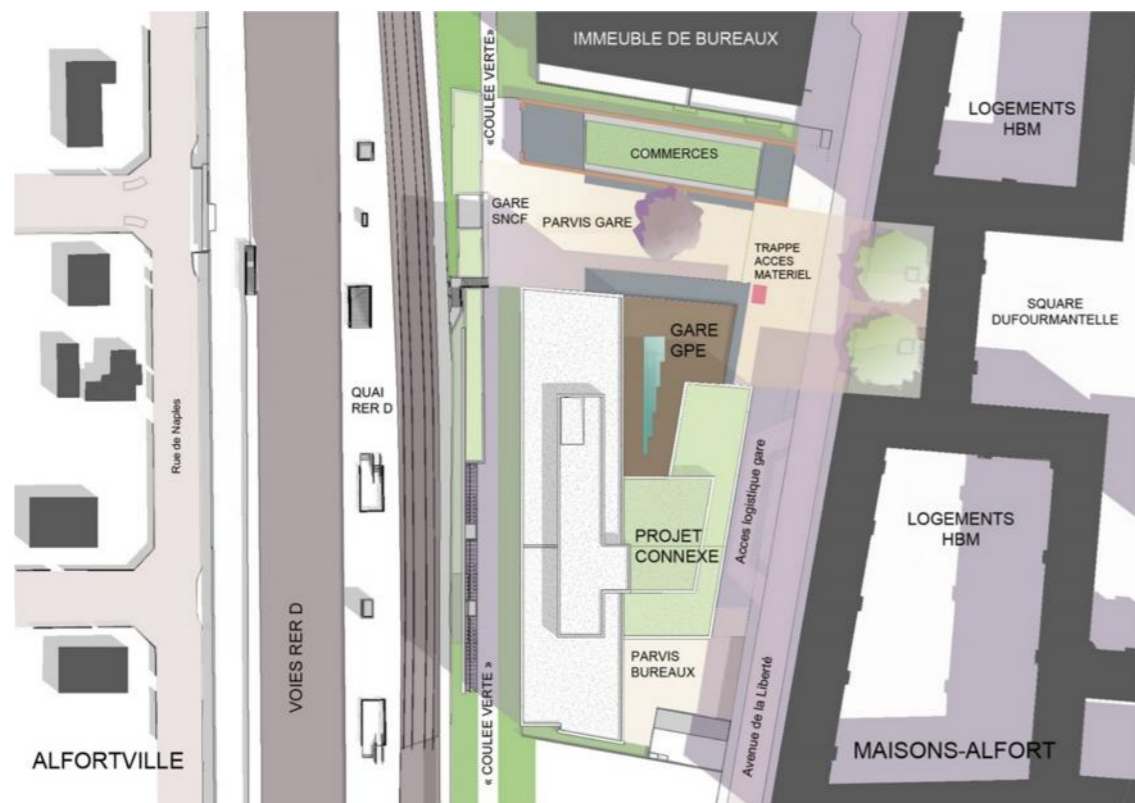 IMMEUBLE DE BUREAUX
«COULEE VERTE»
LOGEMENTS
HBM
COMMERCES
GARE
SNCF
PARVIS GARE
TRAPPE
ACCES
MATERIEL
SQUARE
DUFOURMANTELLE
GARE
GPE
QUAI
RER D
Rue de Naples
Acces logistique gare
LOGEMENTS
HBM
PROJET
CONNEXE
VOIES RER D
PARVIS
BUREAUX
« COULEE VERTE »
Avenue de la Liberté
ALFORTVILLE
MAISONS-ALFORT